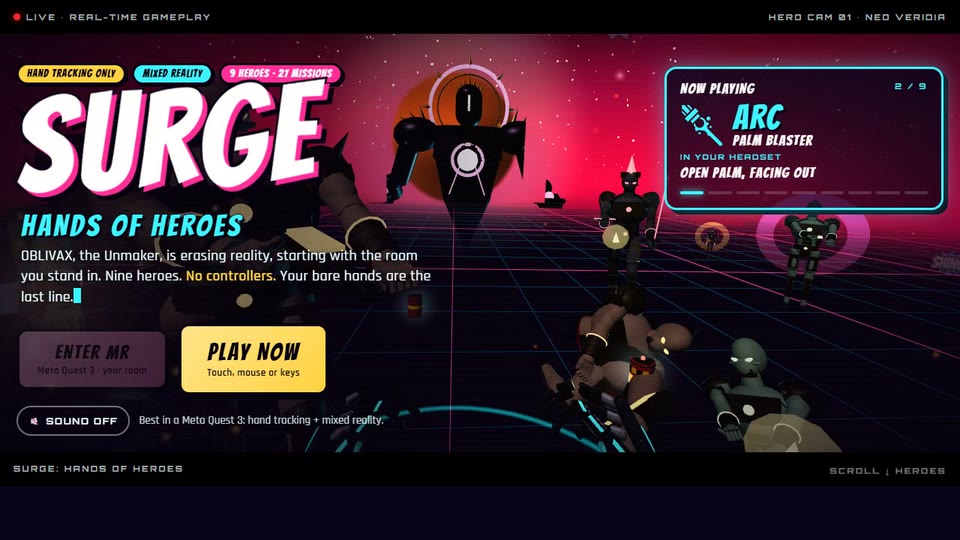 LIVE · REAL-TIME GAMEPLAY
HERO CAM 01 · NEO VERIDIA
HAND TRACKING ONLY
MIXED REALITY
9 HEROES · 27 MISSIONS
SURGE
HANDS OF HEROES
OBLIVAX, the Unmaker, is erasing reality, starting with the room
you stand in. Nine heroes. No controllers. Your bare hands are the
last line.
ENTER MR
Meta Quest 3 · your room
PLAY NOW
Touch, mouse or keys
SOUND OFF
Best in a Meta Quest 3: hand tracking + mixed reality.
NOW PLAYING
2 / 9
ARC
PALM BLASTER
IN YOUR HEADSET
OPEN PALM, FACING OUT
SURGE: HANDS OF HEROES
SCROLL ↓ HEROES